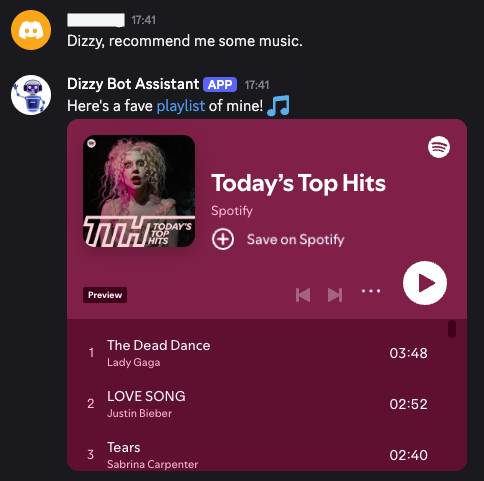 17:41
Dizzy, recommend me some music.
Dizzy Bot Assistant APP 17:41
Here's a fave playlist of mine! 🎵
TTH TODAY'S
TOP
HITS
Today's Top Hits
Spotify
Save on Spotify
Preview
1 The Dead Dance 03:48
Lady Gaga
2 LOVE SONG 02:52
Justin Bieber
3 Tears 02:40
Sabrina Carpenter